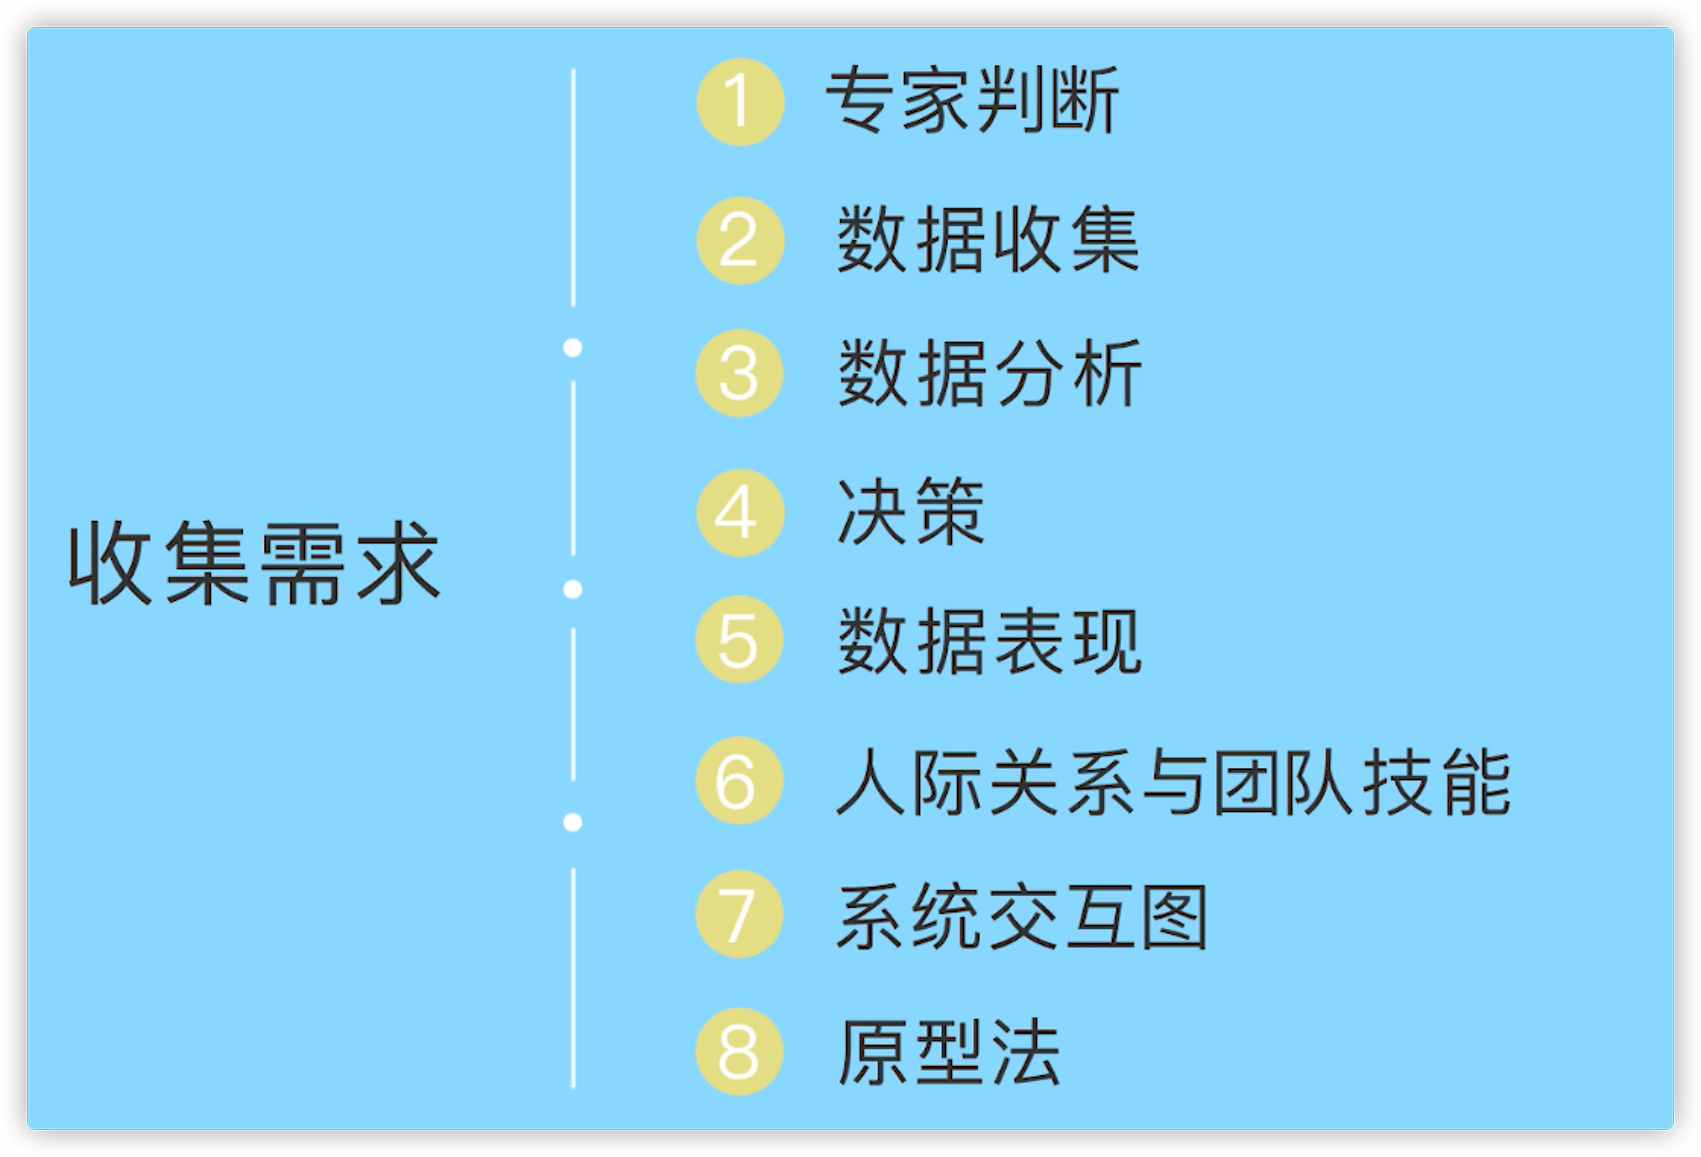 收集需求
1 专家判断
2 数据收集
3 数据分析
4 决策
5 数据表现
6 人际关系与团队技能
7 系统交互图
8 原型法